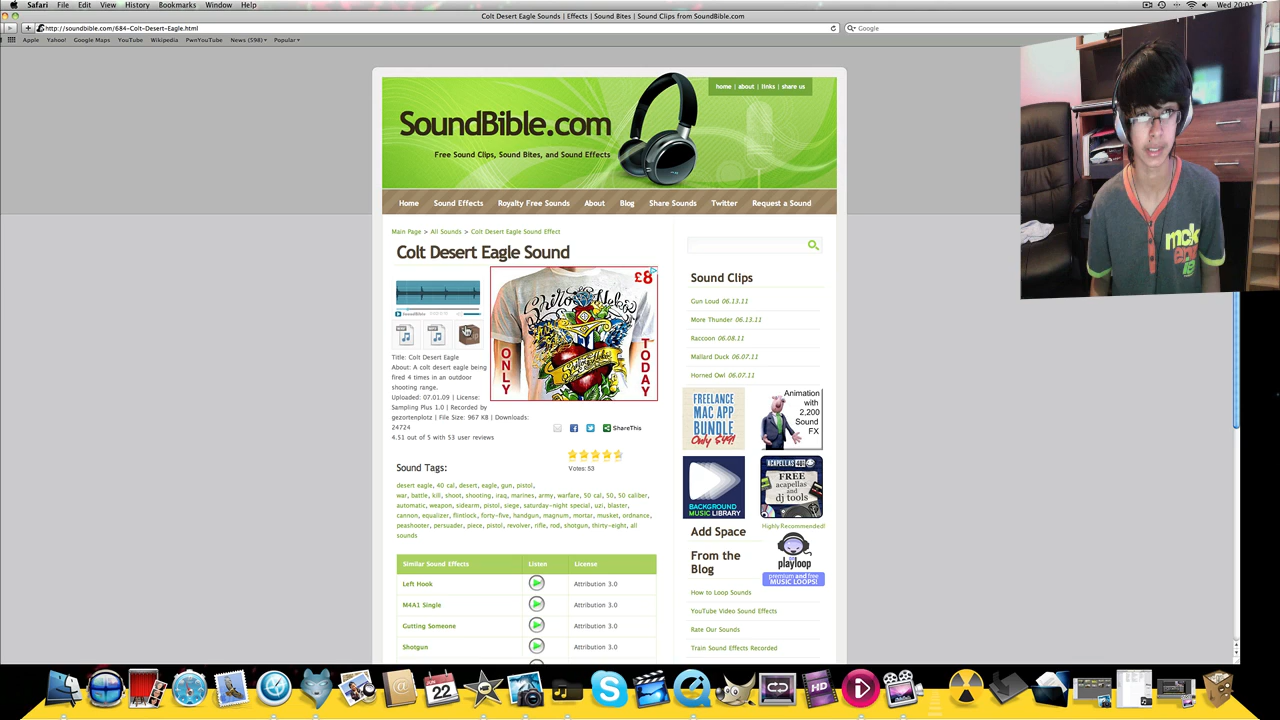 Safari File Edit View History Bookmarks Window Help
Colt Desert Eagle Sounds | Effects | Sound Bites | Sound Clips from SoundBible.com
http://soundbible.com/684-Colt-Desert-Eagle.html
Google
Apple Yahoo! Google Maps YouTube Wikipedia PwnYouTube News (598) Popular
home | about | links | share us
SoundBible.com
Free Sound Clips, Sound Bites, and Sound Effects
Home Sound Effects Royalty Free Sounds About Blog Share Sounds Twitter Request a Sound
Main Page > All Sounds > Colt Desert Eagle Sound Effect
Colt Desert Eagle Sound
SoundBible
£8
ONLY
TODAY
Title: Colt Desert Eagle
About: A colt desert eagle being
fired 4 times in an outdoor
shooting range.
Uploaded: 07.01.09 | License:
Sampling Plus 1.0 | Recorded by
gezortenplotz | File Size: 967 KB | Downloads:
24724
4.51 out of 5 with 53 user reviews
ShareThis
Votes: 53
Sound Tags:
desert eagle, 40 cal, desert, eagle, gun, pistol,
war, battle, kill, shoot, shooting, iraq, marines, army, warfare, 50 cal, 50, 50 caliber,
automatic, weapon, sidearm, pistol, siege, saturday-night special, uzi, blaster,
cannon, equalizer, flintlock, forty-five, handgun, magnum, mortar, musket, ordnance,
peashooter, persuader, piece, pistol, revolver, rifle, rod, shotgun, thirty-eight, all
sounds
Similar Sound Effects Listen License
Left Hook Attribution 3.0
M4A1 Single Attribution 3.0
Gutting Someone Attribution 3.0
Shotgun Attribution 3.0
Sound Clips
Gun Loud 06.13.11
More Thunder 06.13.11
Raccoon 06.08.11
Mallard Duck 06.07.11
Horned Owl 06.07.11
FREELANCE
MAC APP
BUNDLE
Only $49!
Animation
with
2,200
Sound
FX
BACKGROUND
MUSIC LIBRARY
FREE
acapellas
and
dj tools
Highly Recommended!
Add Space
From the
Blog
playloop
premium and free
MUSIC LOOPS!
How to Loop Sounds
YouTube Video Sound Effects
Rate Our Sounds
Train Sound Effects Recorded
22
HD